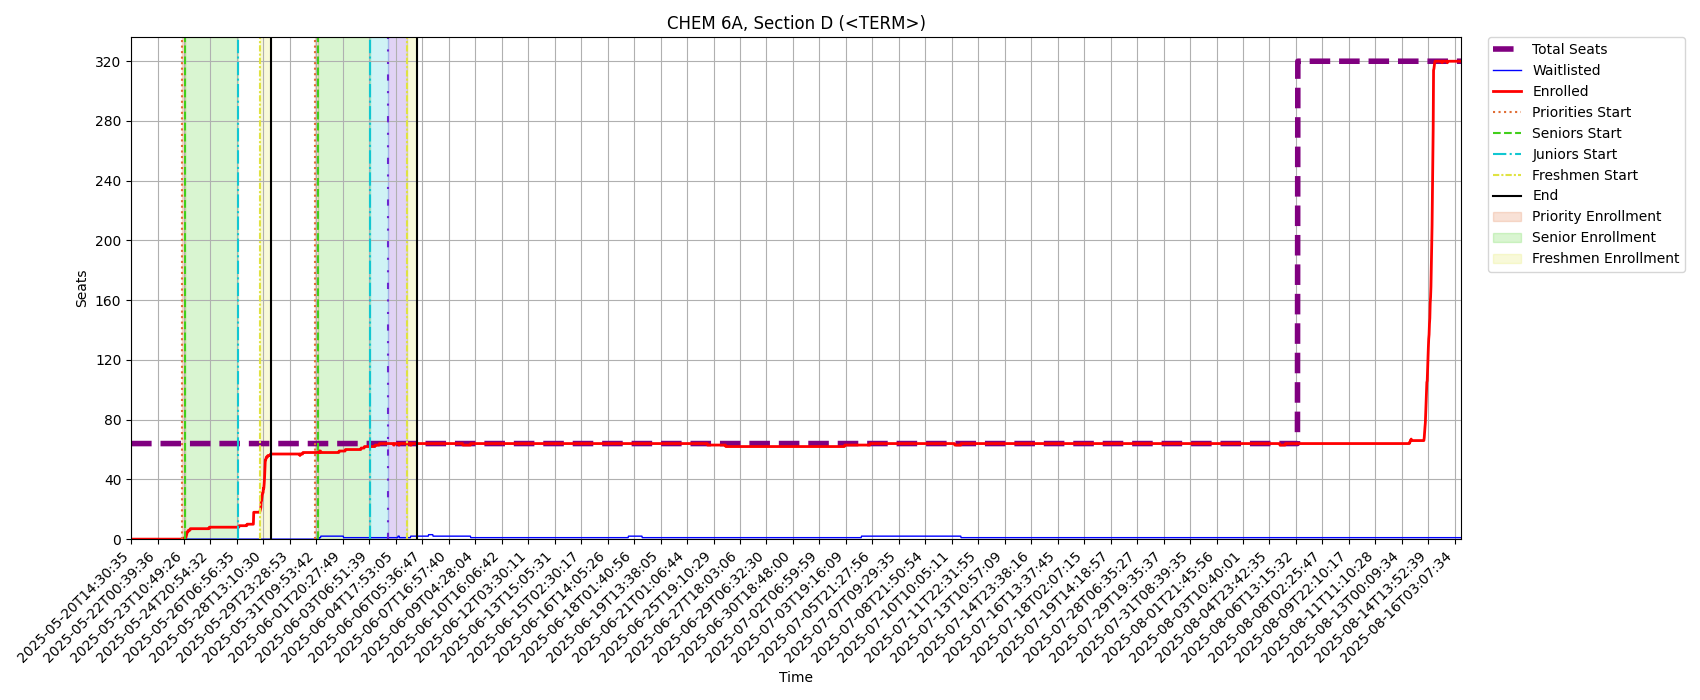 CHEM 6A, Section D (<TERM>)
Total Seats
Waitlisted
Enrolled
Priorities Start
Seniors Start
Juniors Start
Freshmen Start
End
Priority Enrollment
Senior Enrollment
Freshmen Enrollment
Seats
320
280
240
200
160
120
80
40
0
2025-05-20T14:30:35
2025-05-22T00:39:36
2025-05-23T10:49:26
2025-05-24T20:54:32
2025-05-26T06:56:35
2025-05-28T13:10:30
2025-05-29T23:28:53
2025-05-31T09:53:42
2025-06-01T20:27:49
2025-06-03T06:51:39
2025-06-04T17:53:05
2025-06-06T05:36:47
2025-06-07T16:57:40
2025-06-09T04:28:04
2025-06-10T16:06:42
2025-06-12T03:30:11
2025-06-13T15:05:31
2025-06-15T02:30:17
2025-06-16T14:05:26
2025-06-18T01:40:56
2025-06-19T13:38:05
2025-06-21T01:06:44
2025-06-25T19:10:29
2025-06-27T18:03:06
2025-06-29T06:32:30
2025-06-30T18:48:00
2025-07-02T06:59:59
2025-07-03T19:16:09
2025-07-05T21:27:56
2025-07-07T09:29:35
2025-07-08T21:50:54
2025-07-10T10:05:11
2025-07-11T22:31:55
2025-07-13T10:57:09
2025-07-14T23:38:16
2025-07-16T13:37:45
2025-07-18T02:07:15
2025-07-19T14:18:57
2025-07-28T06:35:27
2025-07-29T19:35:37
2025-07-31T08:39:35
2025-08-01T21:45:56
2025-08-03T10:40:01
2025-08-04T23:42:35
2025-08-06T13:15:32
2025-08-08T02:25:47
2025-08-09T22:10:17
2025-08-11T11:10:28
2025-08-13T00:09:34
2025-08-14T13:52:39
2025-08-16T03:07:34
Time